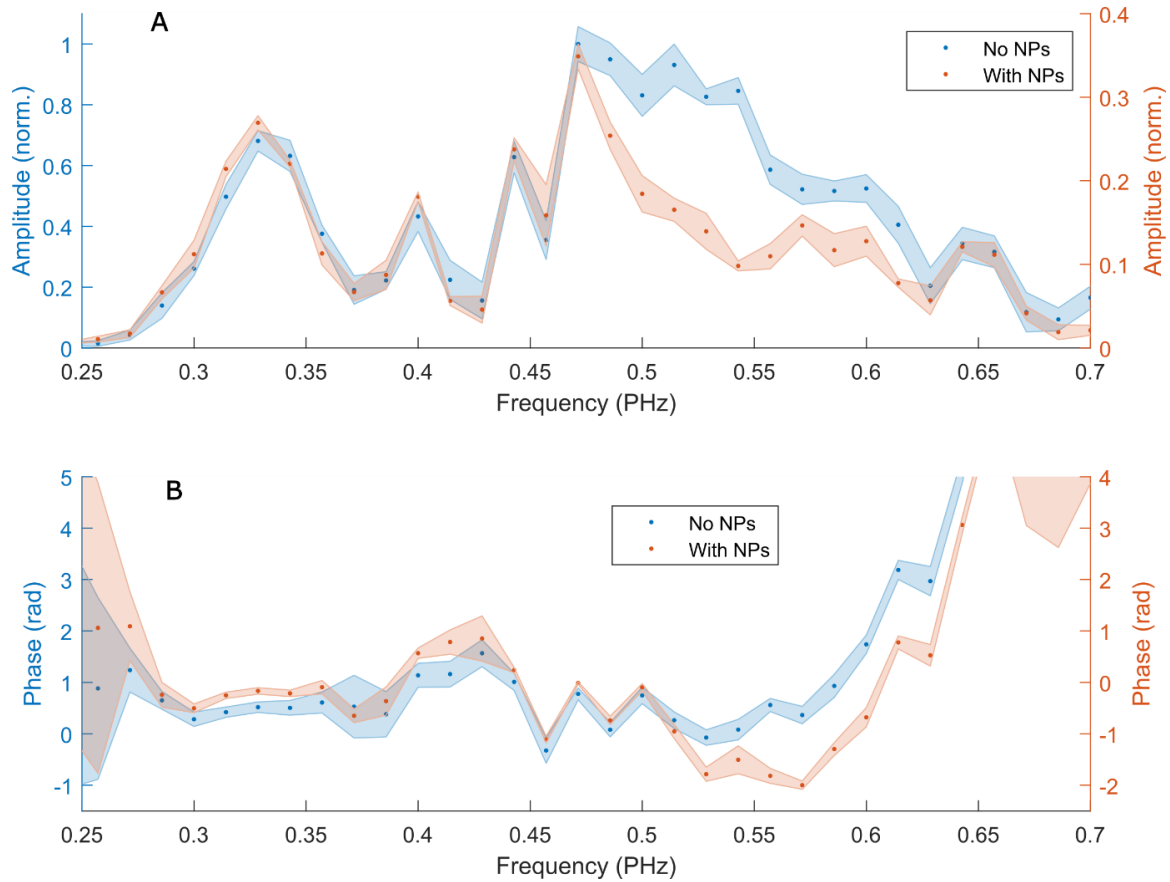 A
No NPs
With NPs
1
0.8
0.6
0.4
0.2
0
Amplitude (norm.)
0.4
0.3
0.2
0.1
0
Amplitude (norm.)
0.25 0.3 0.35 0.4 0.45 0.5 0.55 0.6 0.65 0.7
Frequency (PHz)
B
No NPs
With NPs
5
4
3
2
1
0
-1
Phase (rad)
4
3
2
1
0
-1
-2
Phase (rad)
0.25 0.3 0.35 0.4 0.45 0.5 0.55 0.6 0.65 0.7
Frequency (PHz)